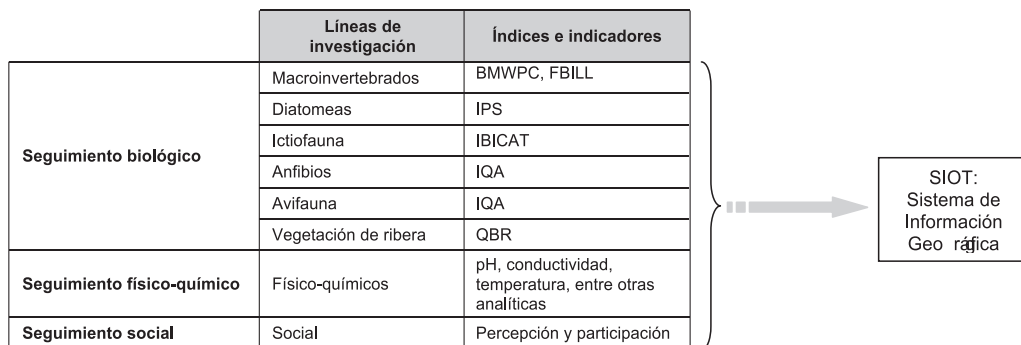 Líneas de
investigación
Índices e indicadores
Seguimiento biológico
Macroinvertebrados
BMWPC, FBILL
Diatomeas
IPS
Ictiofauna
IBICAT
Anfibios
IQA
Avifauna
IQA
Vegetación de ribera
QBR
Seguimiento físico-químico
Físico-químicos
pH, conductividad,
temperatura, entre otras
analíticas
Seguimiento social
Social
Percepción y participación
SIOT:
Sistema de
Información